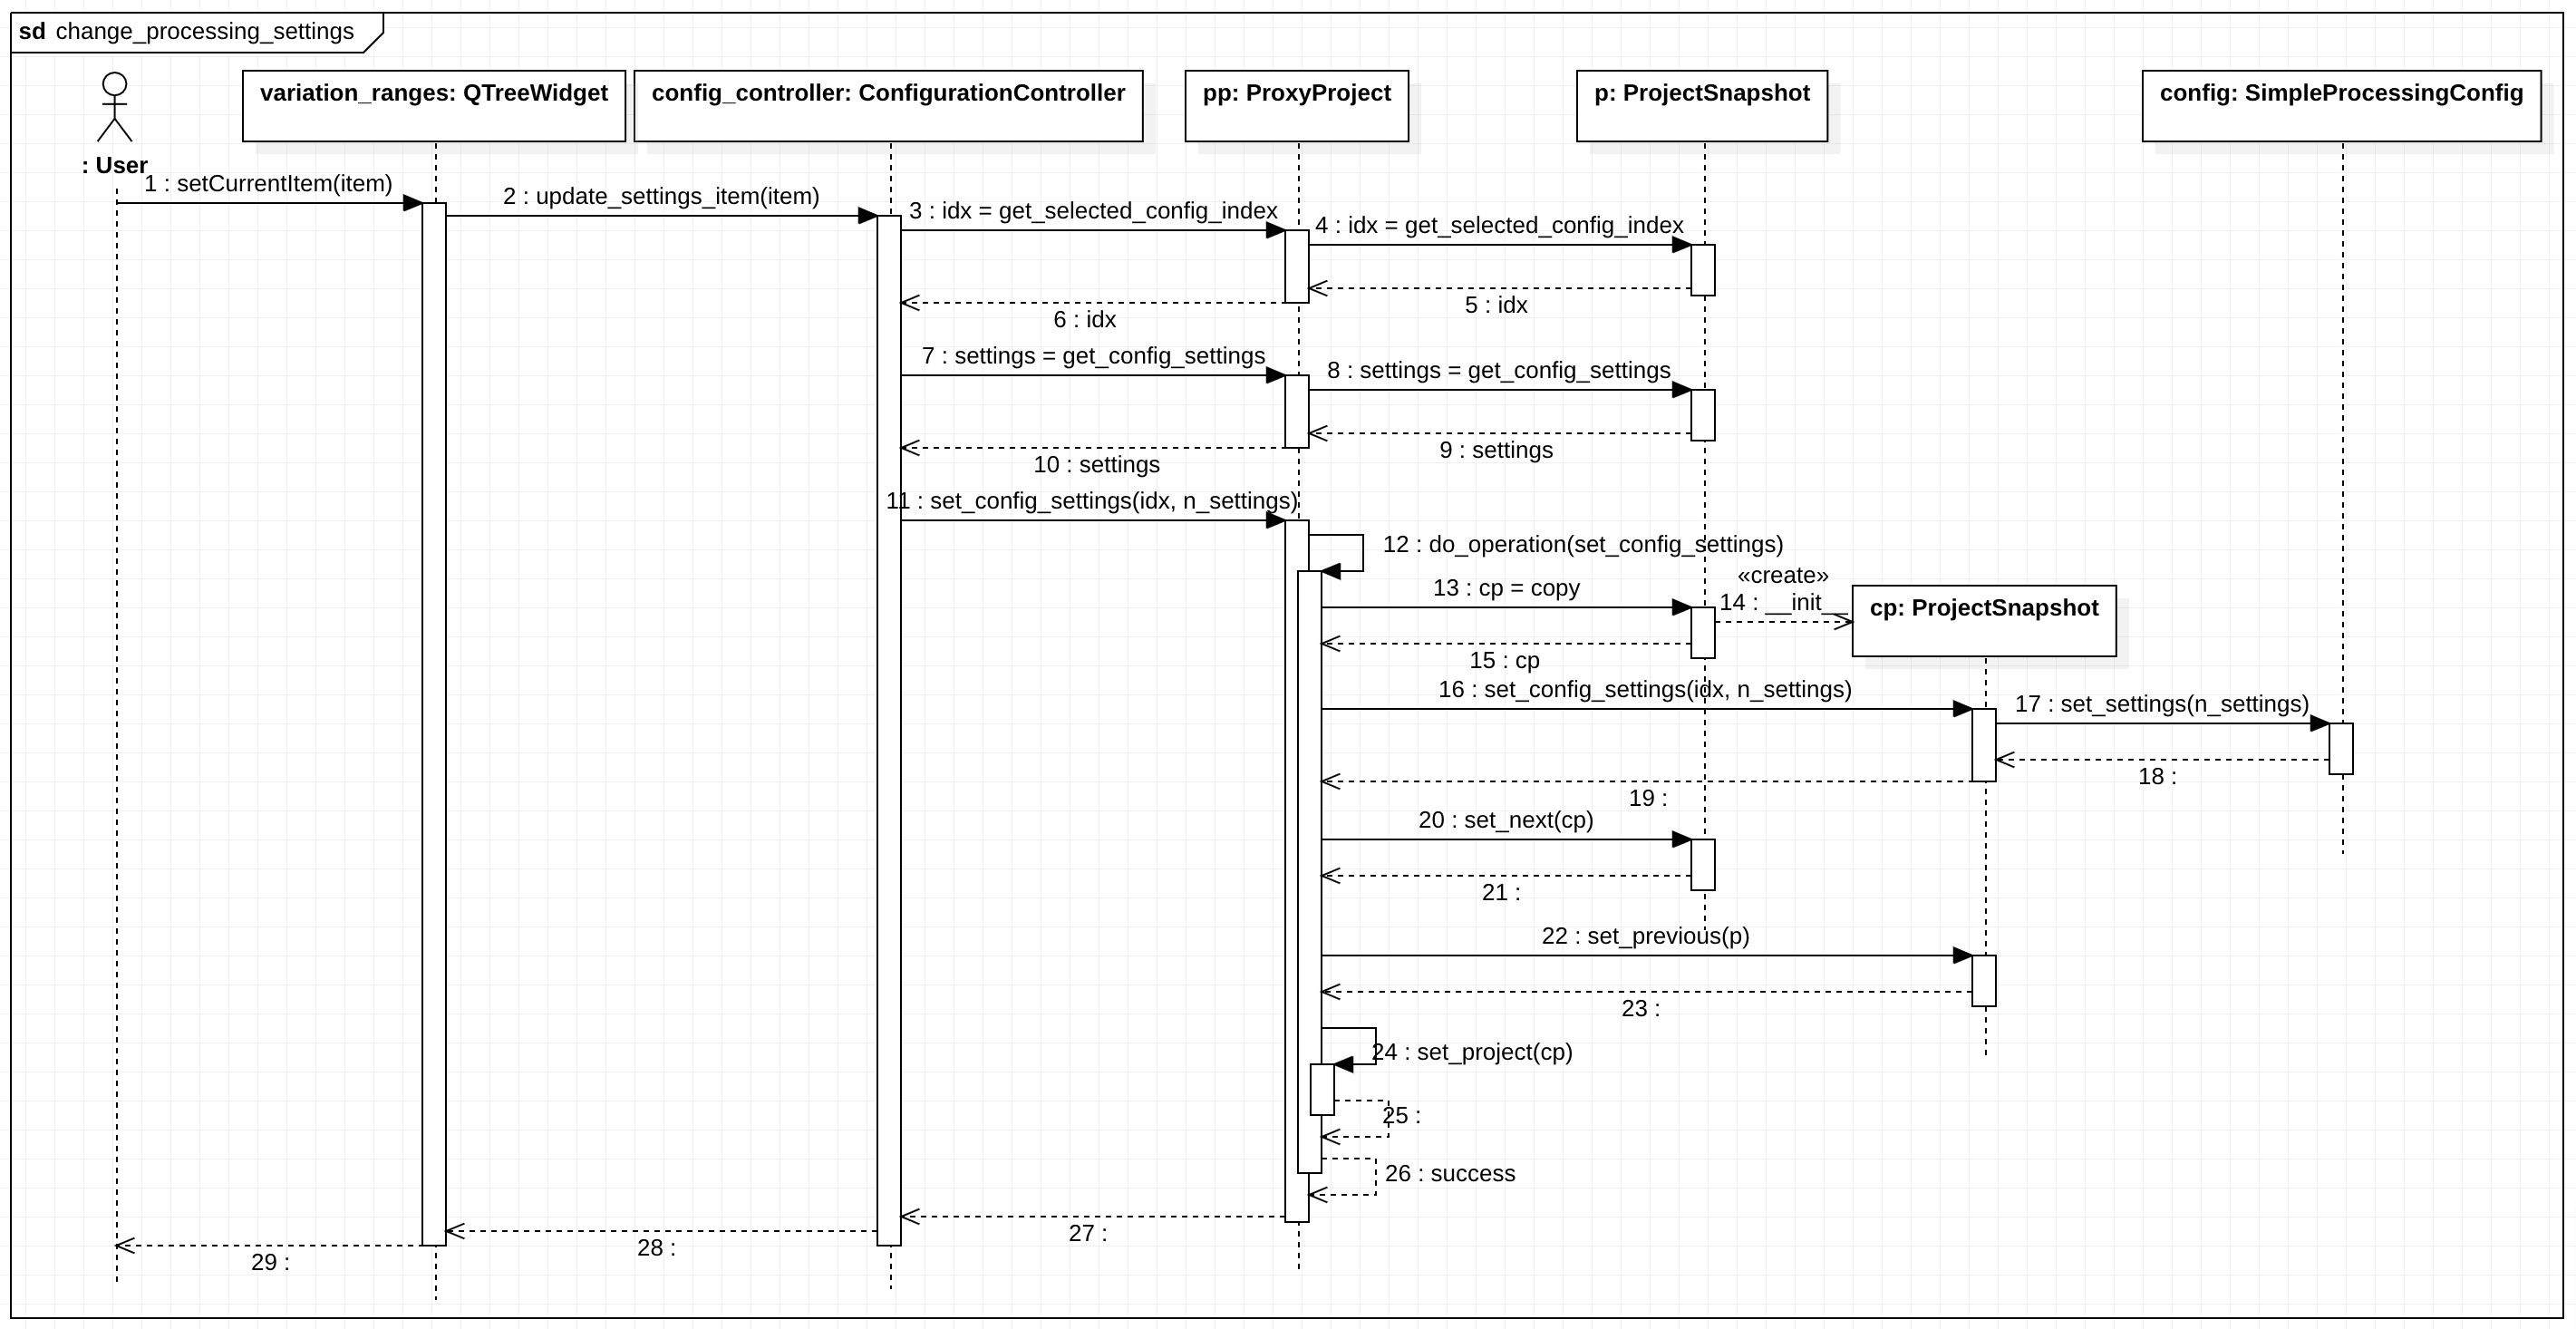 sd change_processing_settings
: User
variation_ranges: QTreeWidget
config_controller: ConfigurationController
pp: ProxyProject
p: ProjectSnapshot
config: SimpleProcessingConfig
1 : setCurrentItem(item)
2 : update_settings_item(item)
3 : idx = get_selected_config_index
4 : idx = get_selected_config_index
5 : idx
6 : idx
7 : settings = get_config_settings
8 : settings = get_config_settings
9 : settings
10 : settings
11 : set_config_settings(idx, n_settings)
12 : do_operation(set_config_settings)
13 : cp = copy
«create»
14 : __init__
cp: ProjectSnapshot
15 : cp
16 : set_config_settings(idx, n_settings)
17 : set_settings(n_settings)
18 :
19 :
20 : set_next(cp)
21 :
22 : set_previous(p)
23 :
24 : set_project(cp)
25 :
26 : success
27 :
28 :
29 :